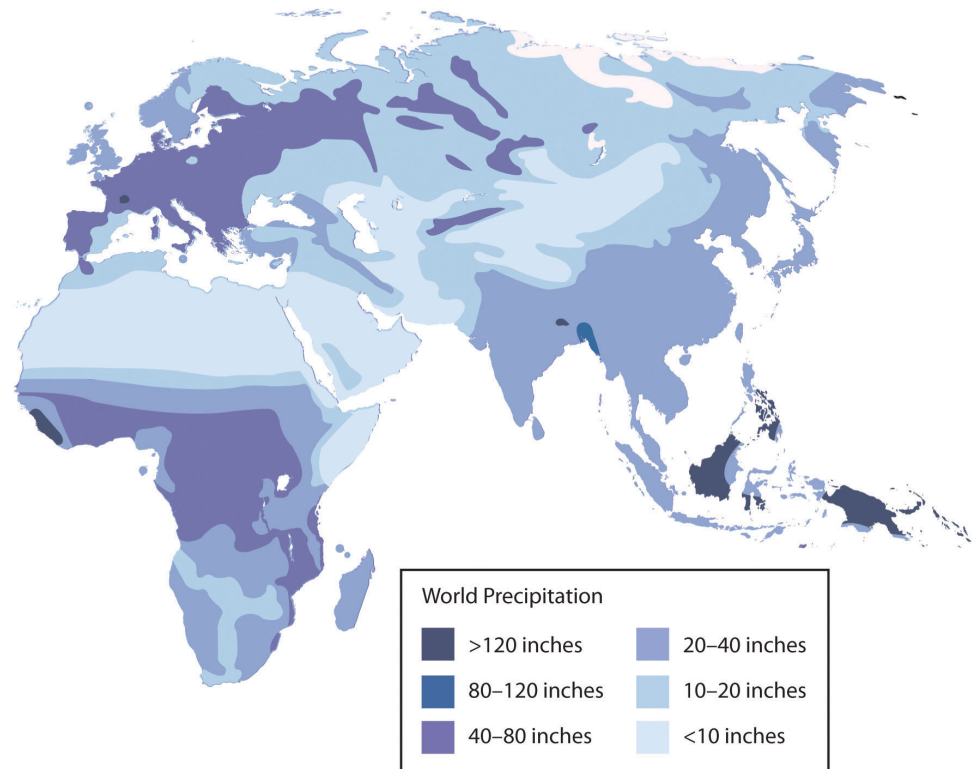 World Precipitation
>120 inches
80–120 inches
40–80 inches
20–40 inches
10–20 inches
<10 inches